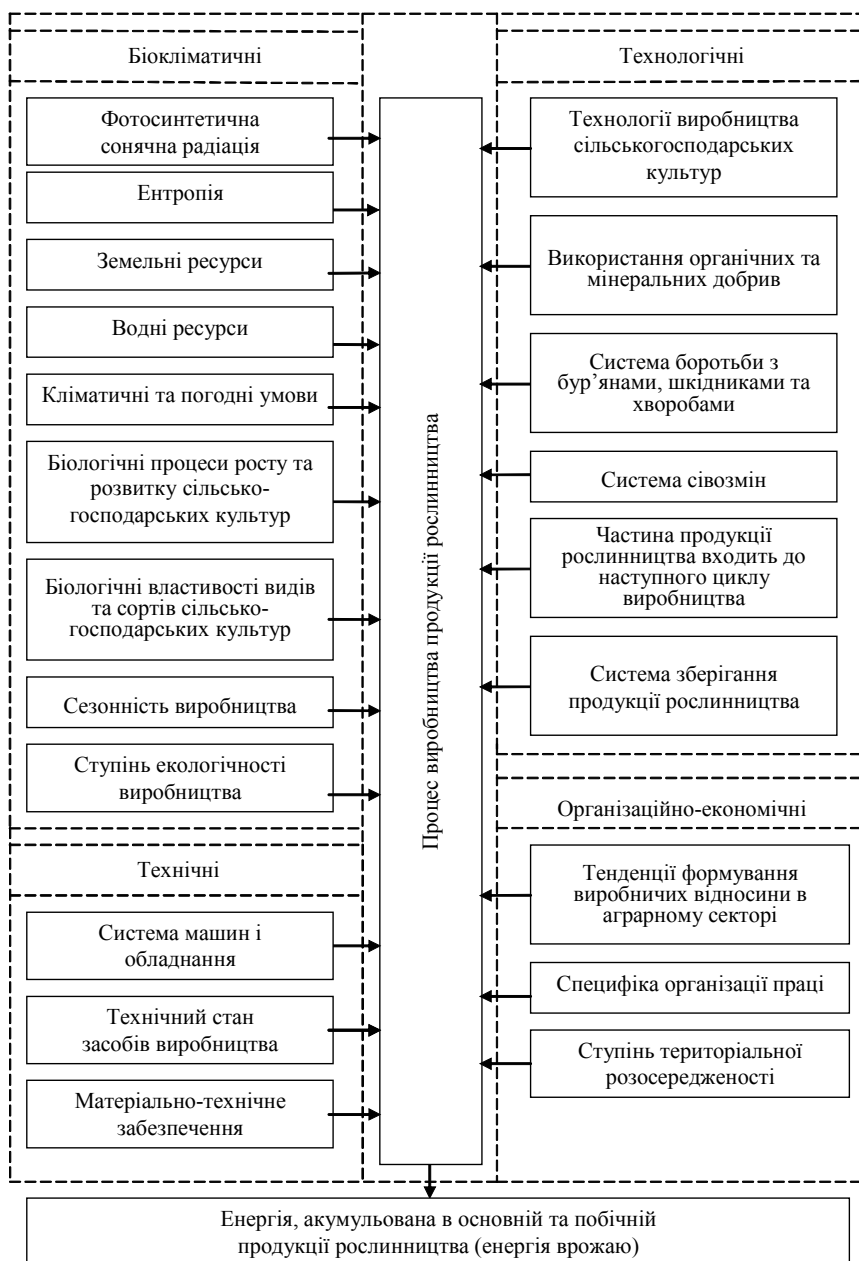 Біокліматичні
Фотосинтетична
сонячна радіація
Ентропія
Земельні ресурси
Водні ресурси
Кліматичні та погодні умови
Біологічні процеси росту та
розвитку сільсько-
господарських культур
Біологічні властивості видів
та сортів сільсько-
господарських культур
Сезонність виробництва
Ступінь екологічності
виробництва
Технічні
Система машин і
обладнання
Технічний стан
засобів виробництва
Матеріально-технічне
забезпечення
Процес виробництва продукції рослинництва
Технологічні
Технології виробництва
сільськогосподарських
культур
Використання органічних та
мінеральних добрив
Система боротьби з
бур’янами, шкідниками та
хворобами
Система сівозмін
Частина продукції
рослинництва входить до
наступного циклу
виробництва
Система зберігання
продукції рослинництва
Організаційно-економічні
Тенденції формування
виробничих відносини в
аграрному секторі
Специфіка організації праці
Ступінь територіальної
розосередженості
Енергія, акумульована в основній та побічній
продукції рослинництва (енергія врожаю)